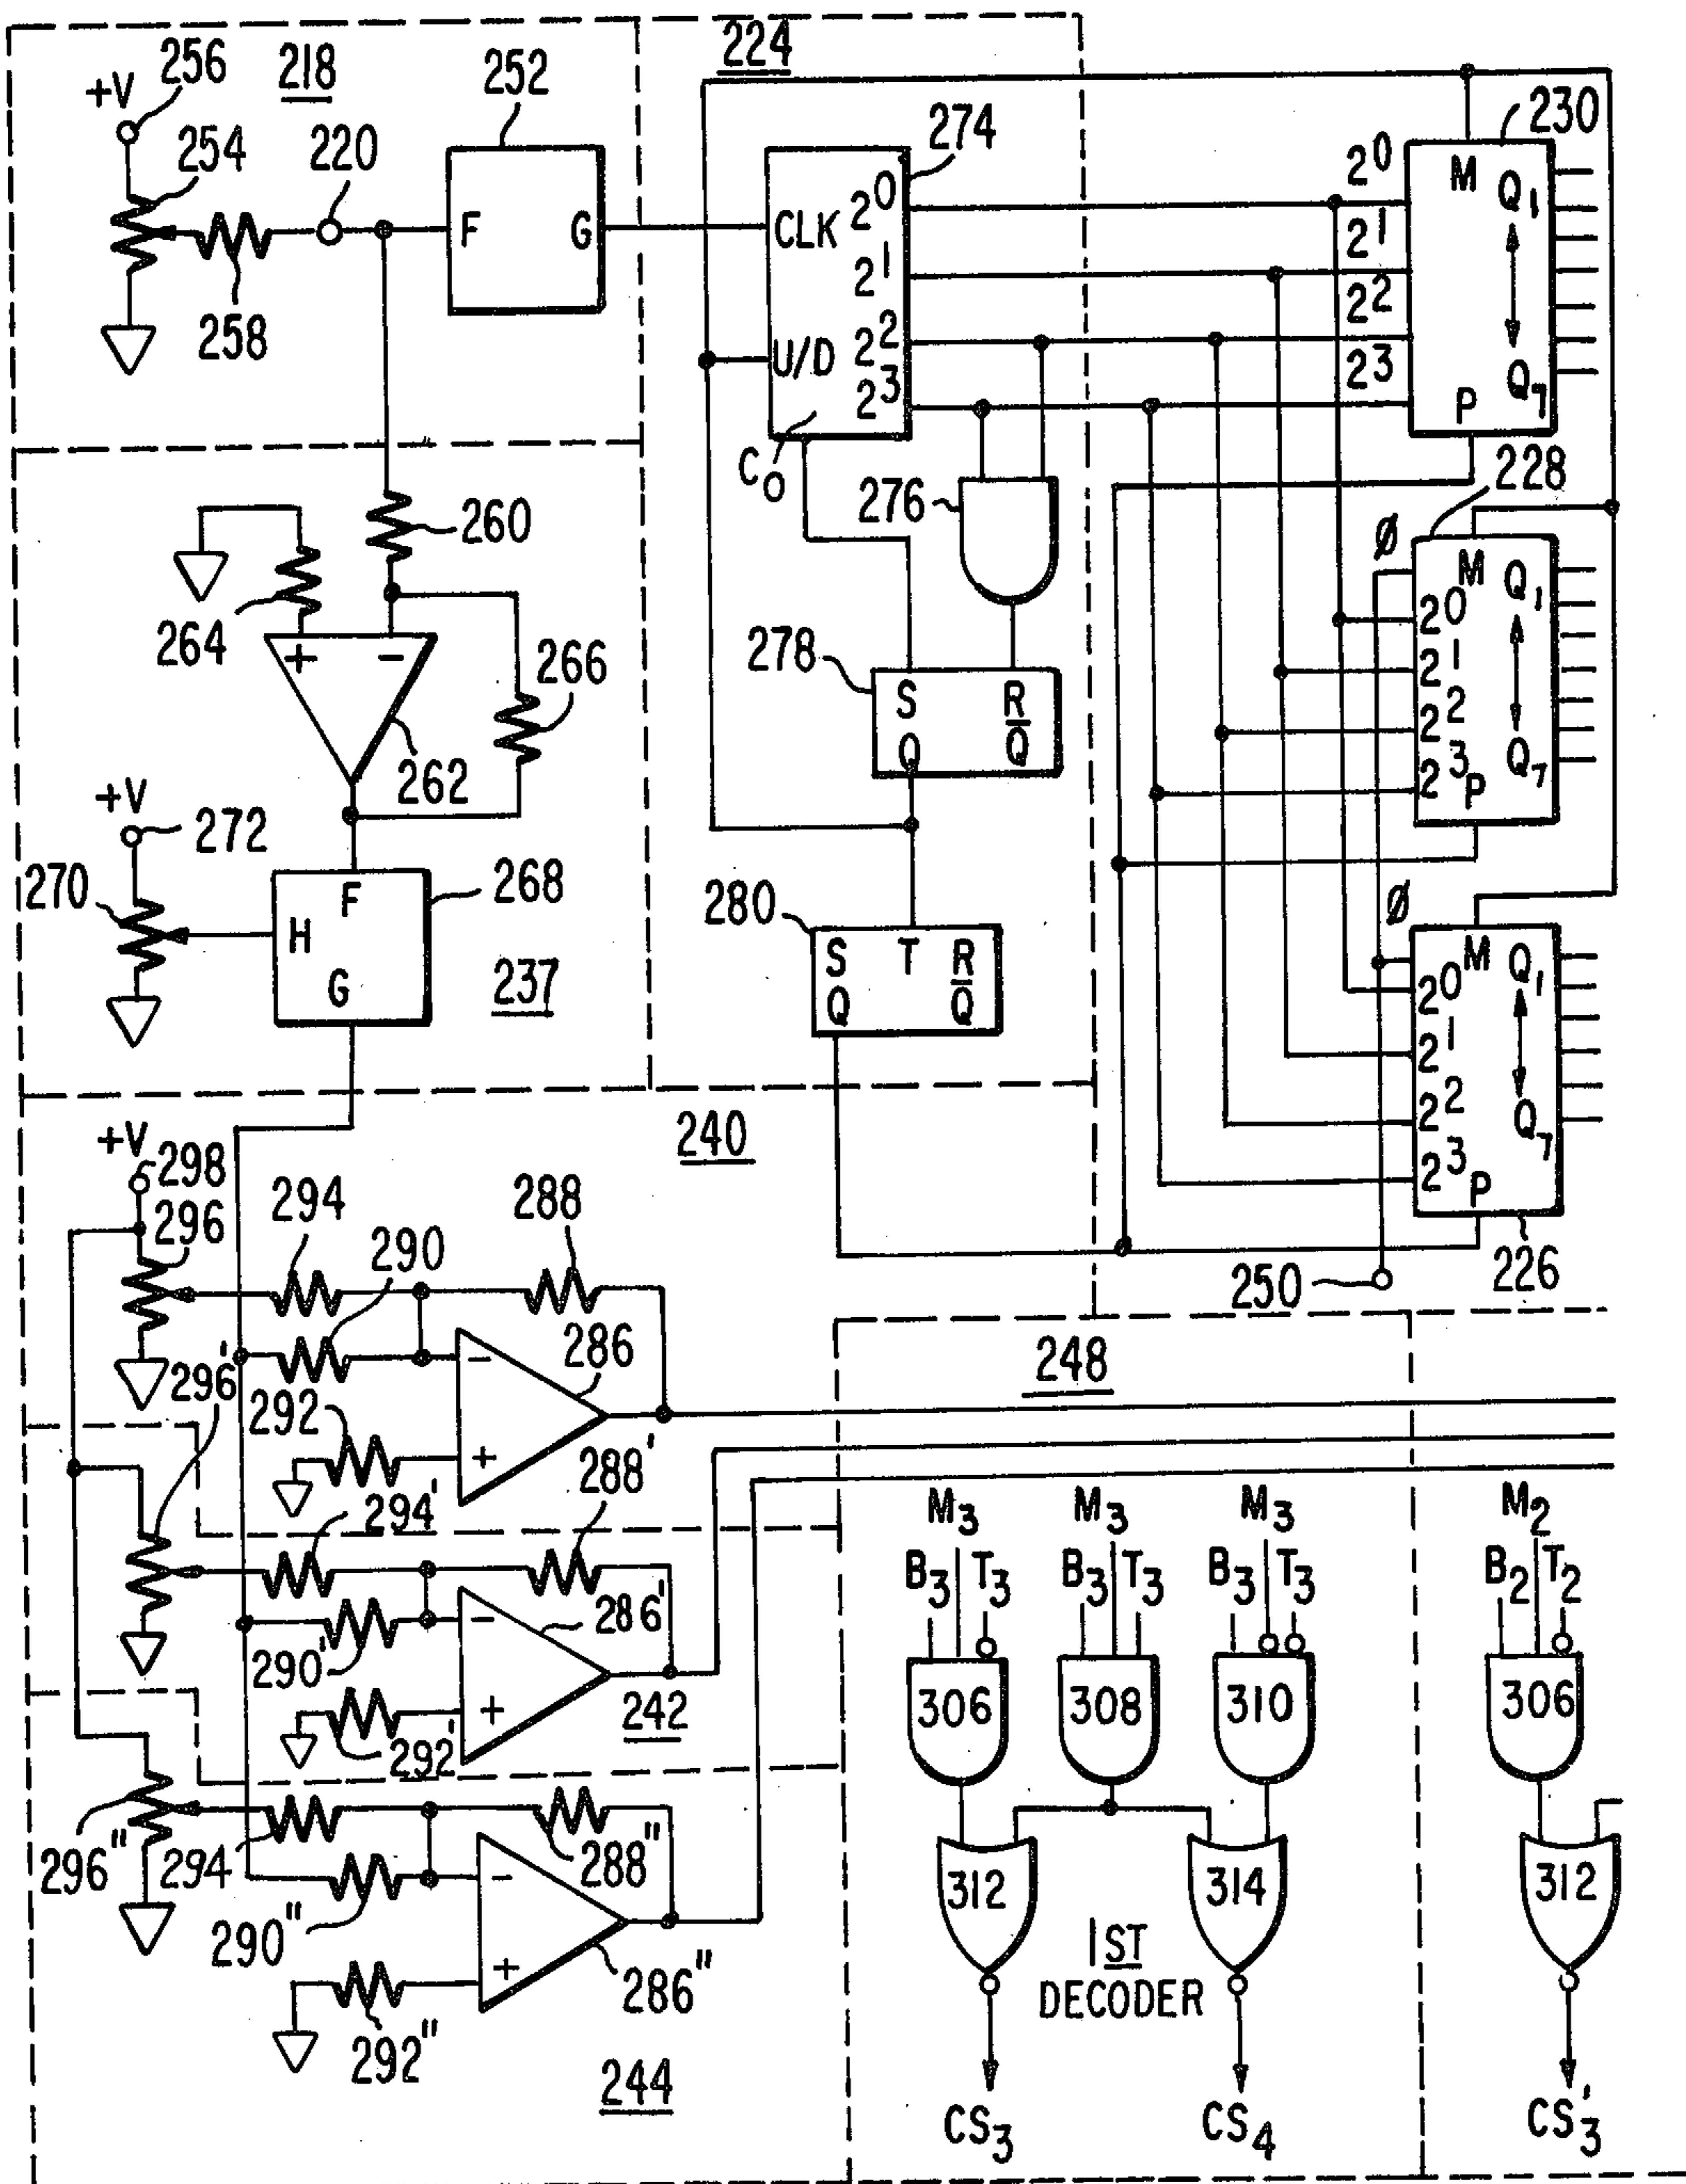 224
256
218
252
230
+V
254
220
274
2⁰
M
Q₁
2⁰
F
G
CLK
2¹
2¹
2²
258
U/D
2²
2³
2³
Q₇
P
C₀
228
260
276
Ø
M
Q₁
2⁰
264
+
-
278
2¹
266
S
R
2²
Q
Q̅
2³
P
Q₇
262
+V
272
270
268
280
Ø
F
H
S
T
R
M
Q₁
2⁰
G
237
Q
Q̅
2¹
2²
Q₇
240
+V
2³
P
298
294
288
296
290
250
226
286
248
296'
-
292
+
288'
294'
M₃
M₃
M₃
M₂
B₃
T₃
B₃
T₃
B₃
T₃
B₂
T₂
-
286'
290'
306
308
310
306
+
242
292'
296"
294
288"
312
314
312
-
290"
+
286"
1ST
DECODER
292"
244
CS₃
CS₄
CS₃'